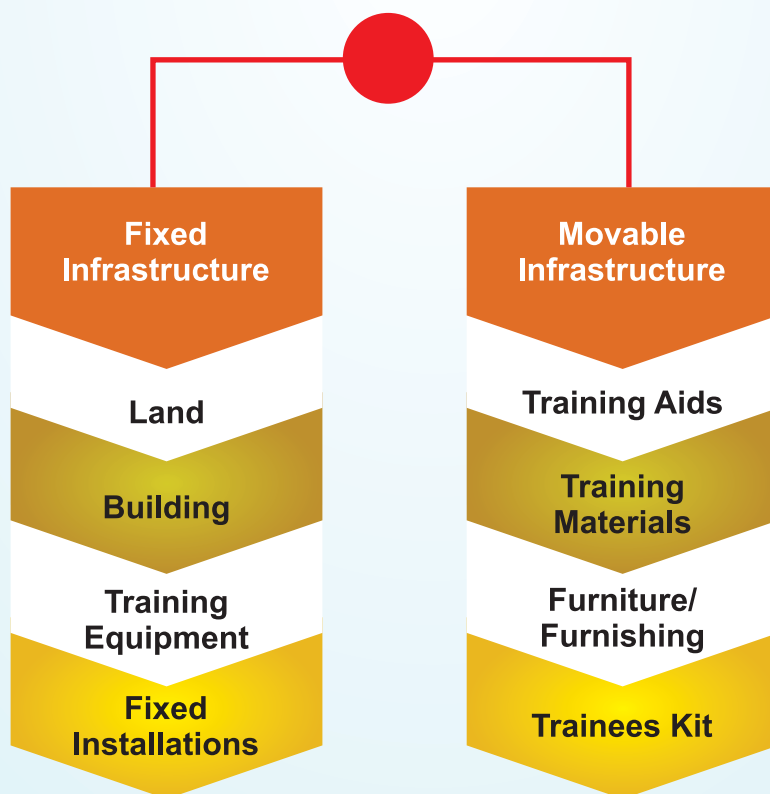 Fixed
Infrastructure
Land
Building
Training
Equipment
Fixed
Installations
Movable
Infrastructure
Training Aids
Training
Materials
Furniture/
Furnishing
Trainees Kit